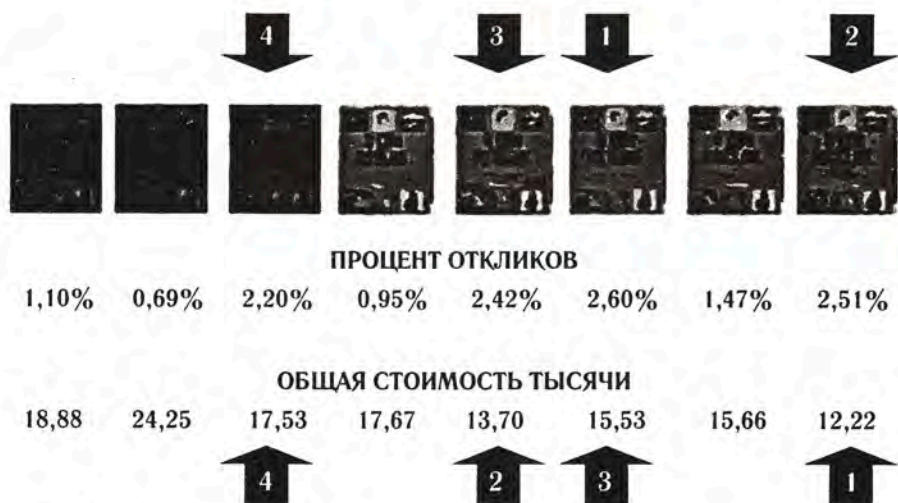 4 3 1 2
ПРОЦЕНТ ОТКЛИКОВ
1,10% 0,69% 2,20% 0,95% 2,42% 2,60% 1,47% 2,51%
ОБЩАЯ СТОИМОСТЬ ТЫСЯЧИ
18,88 24,25 17,53 17,67 13,70 15,53 15,66 12,22
4 2 3 1